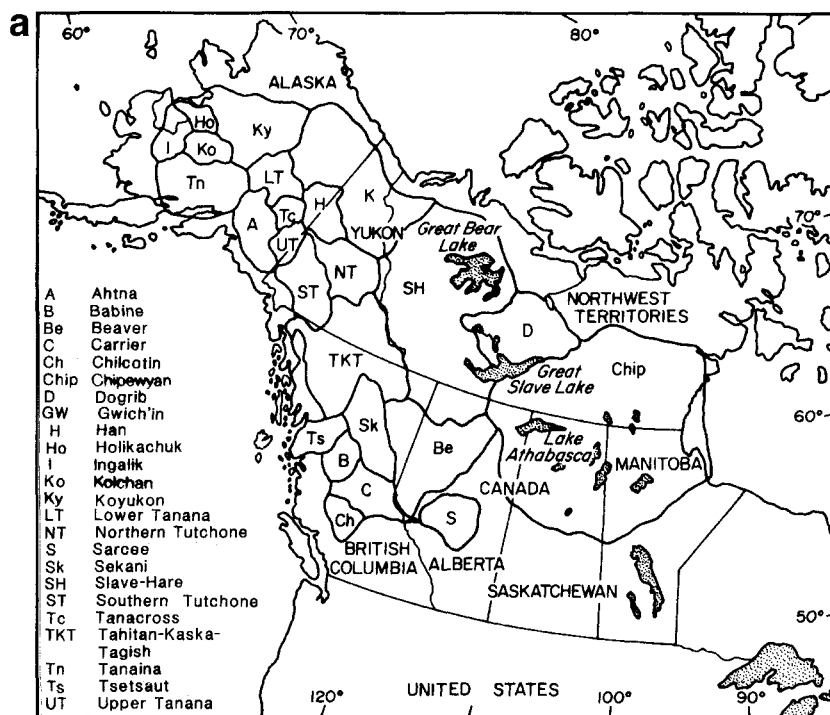 a
60°
70°
80°
ALASKA
Ho
Ky
I
Ko
Tn
LT
A
Tc
H
K
UT
YUKON
70°
Great Bear
Lake
NT
SH
ST
NORTHWEST
TERRITORIES
D
TKT
Great
Slave Lake
Chip
60°
Ts
Sk
Be
Lake
Athabasca
B
MANITOBA
C
CANADA
Ch
S
BRITISH
COLUMBIA
ALBERTA
SASKATCHEWAN
50°
120°
UNITED STATES
100°
90°
A Ahtna
B Babine
Be Beaver
C Carrier
Ch Chilcotin
Chip Chipewyan
D Dogrib
GW Gwich'in
H Han
Ho Holikachuk
I Ingalik
Ko Kolchan
Ky Koyukon
LT Lower Tanana
NT Northern Tutchone
S Sarcee
Sk Sekani
SH Slave-Hare
ST Southern Tutchone
Tc Tanacross
TKT Tahitan-Kaska-
Tagish
Tn Tanaina
Ts Tsetsaut
UT Upper Tanana